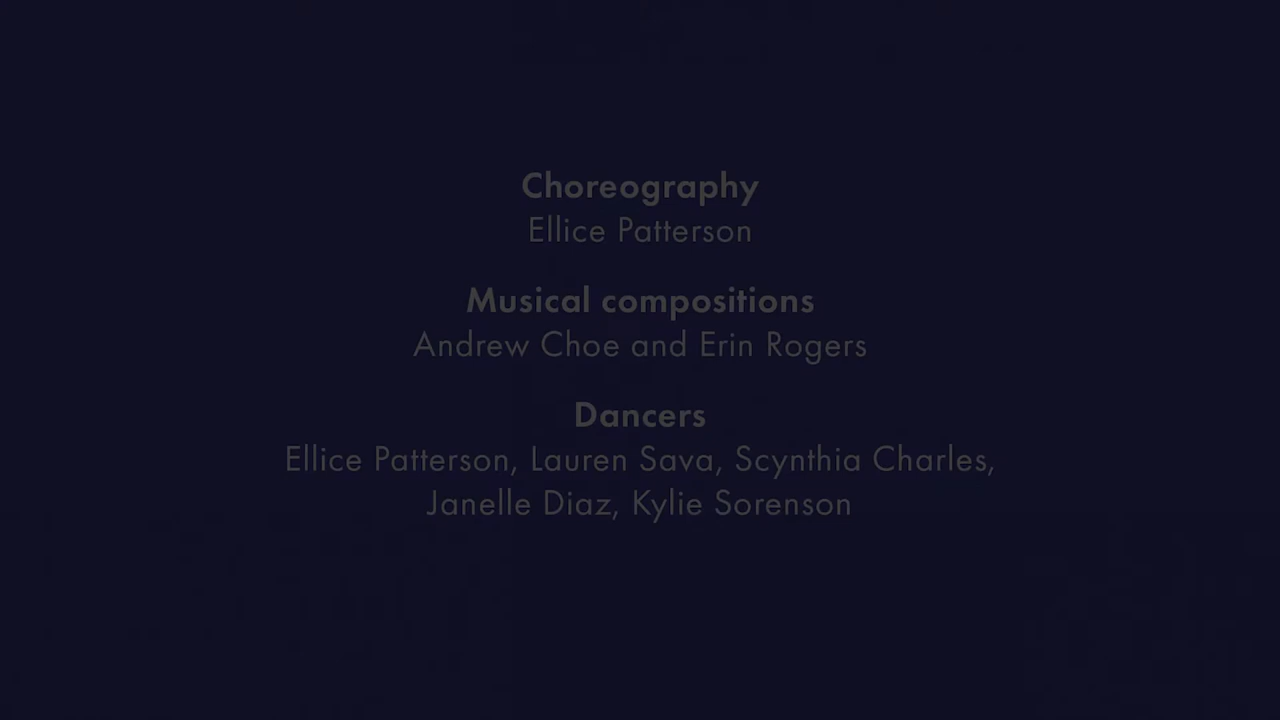 Choreography
Ellice Patterson
Musical compositions
Andrew Choe and Erin Rogers
Dancers
Ellice Patterson, Lauren Sava, Scynthia Charles,
Janelle Diaz, Kylie Sorenson